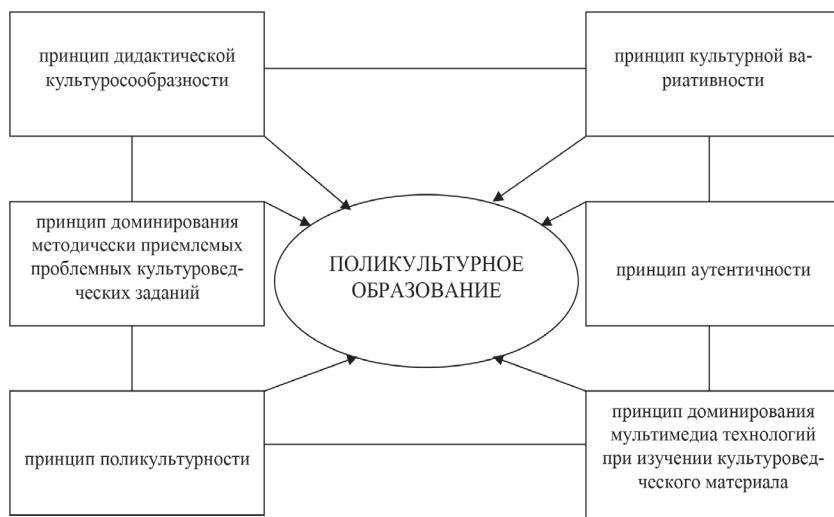 принцип дидактической
культуросообразности
принцип культурной ва-
риативности
принцип доминирования
методически приемлемых
проблемных культуровед-
ческих заданий
ПОЛИКУЛЬТУРНОЕ
ОБРАЗОВАНИЕ
принцип аутентичности
принцип поликультурности
принцип доминирования
мультимедиа технологий
при изучении культуровед-
ческого материала